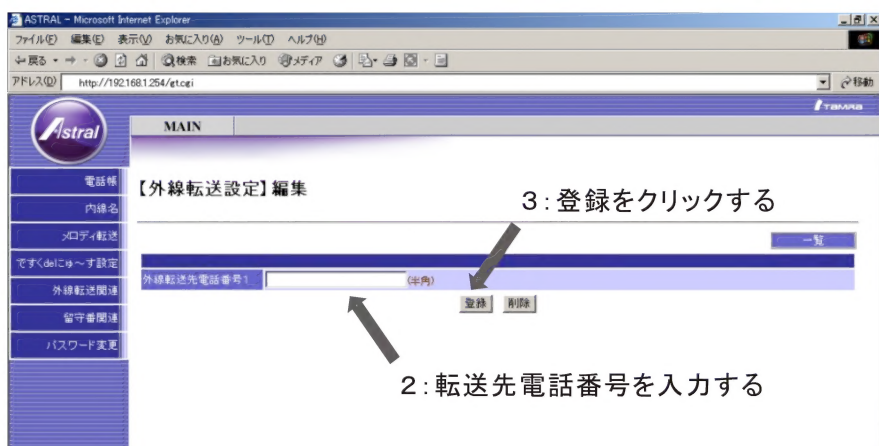 ASTRAL - Microsoft Internet Explorer
ファイル(F) 編集(E) 表示(V) お気に入り(A) ツール(T) ヘルプ(H)
戻る 検索 お気に入り メディア
アドレス(D) http://192.168.1.254/et.cgi 移動
TAMURA
Astral
MAIN
電話帳
内線名
メロディ転送
ですくdelにゅ～す設定
外線転送関連
留守番関連
パスワード変更
【外線転送設定】編集
3:登録をクリックする
一覧
外線転送先電話番号1 (半角)
登録 削除
2:転送先電話番号を入力する